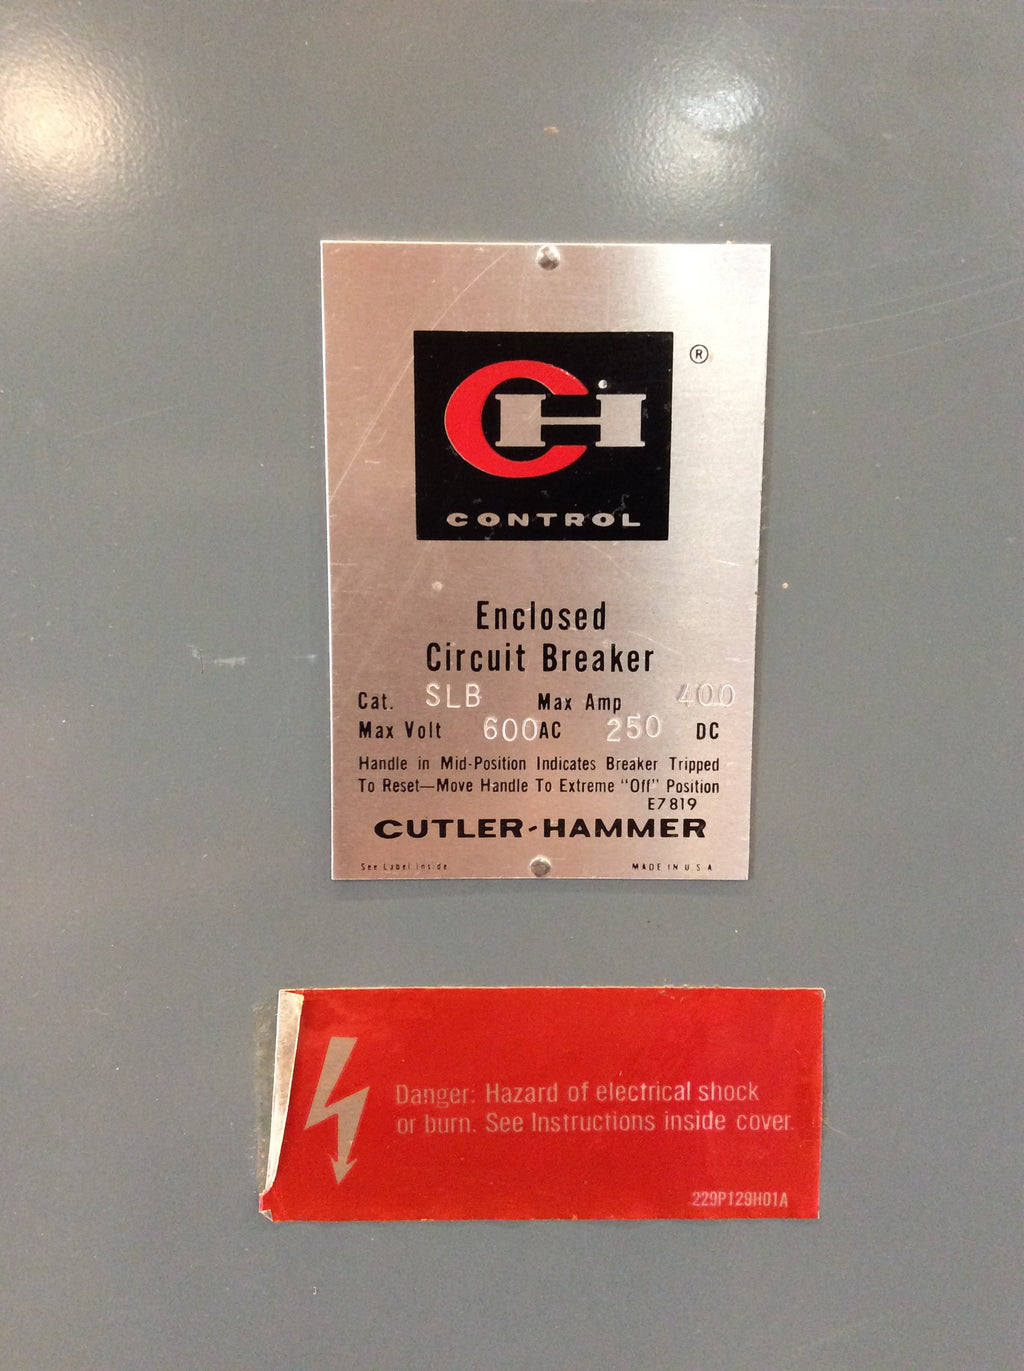 CH
®
CONTROL
Enclosed
Circuit Breaker
Cat. SLB Max Amp 400
Max Volt 600 AC 250 DC
Handle in Mid-Position Indicates Breaker Tripped
To Reset—Move Handle To Extreme "Off" Position
E7819
CUTLER-HAMMER
See Label Inside MADE IN U S A
Danger: Hazard of electrical shock
or burn. See Instructions inside cover.
229P129H01A